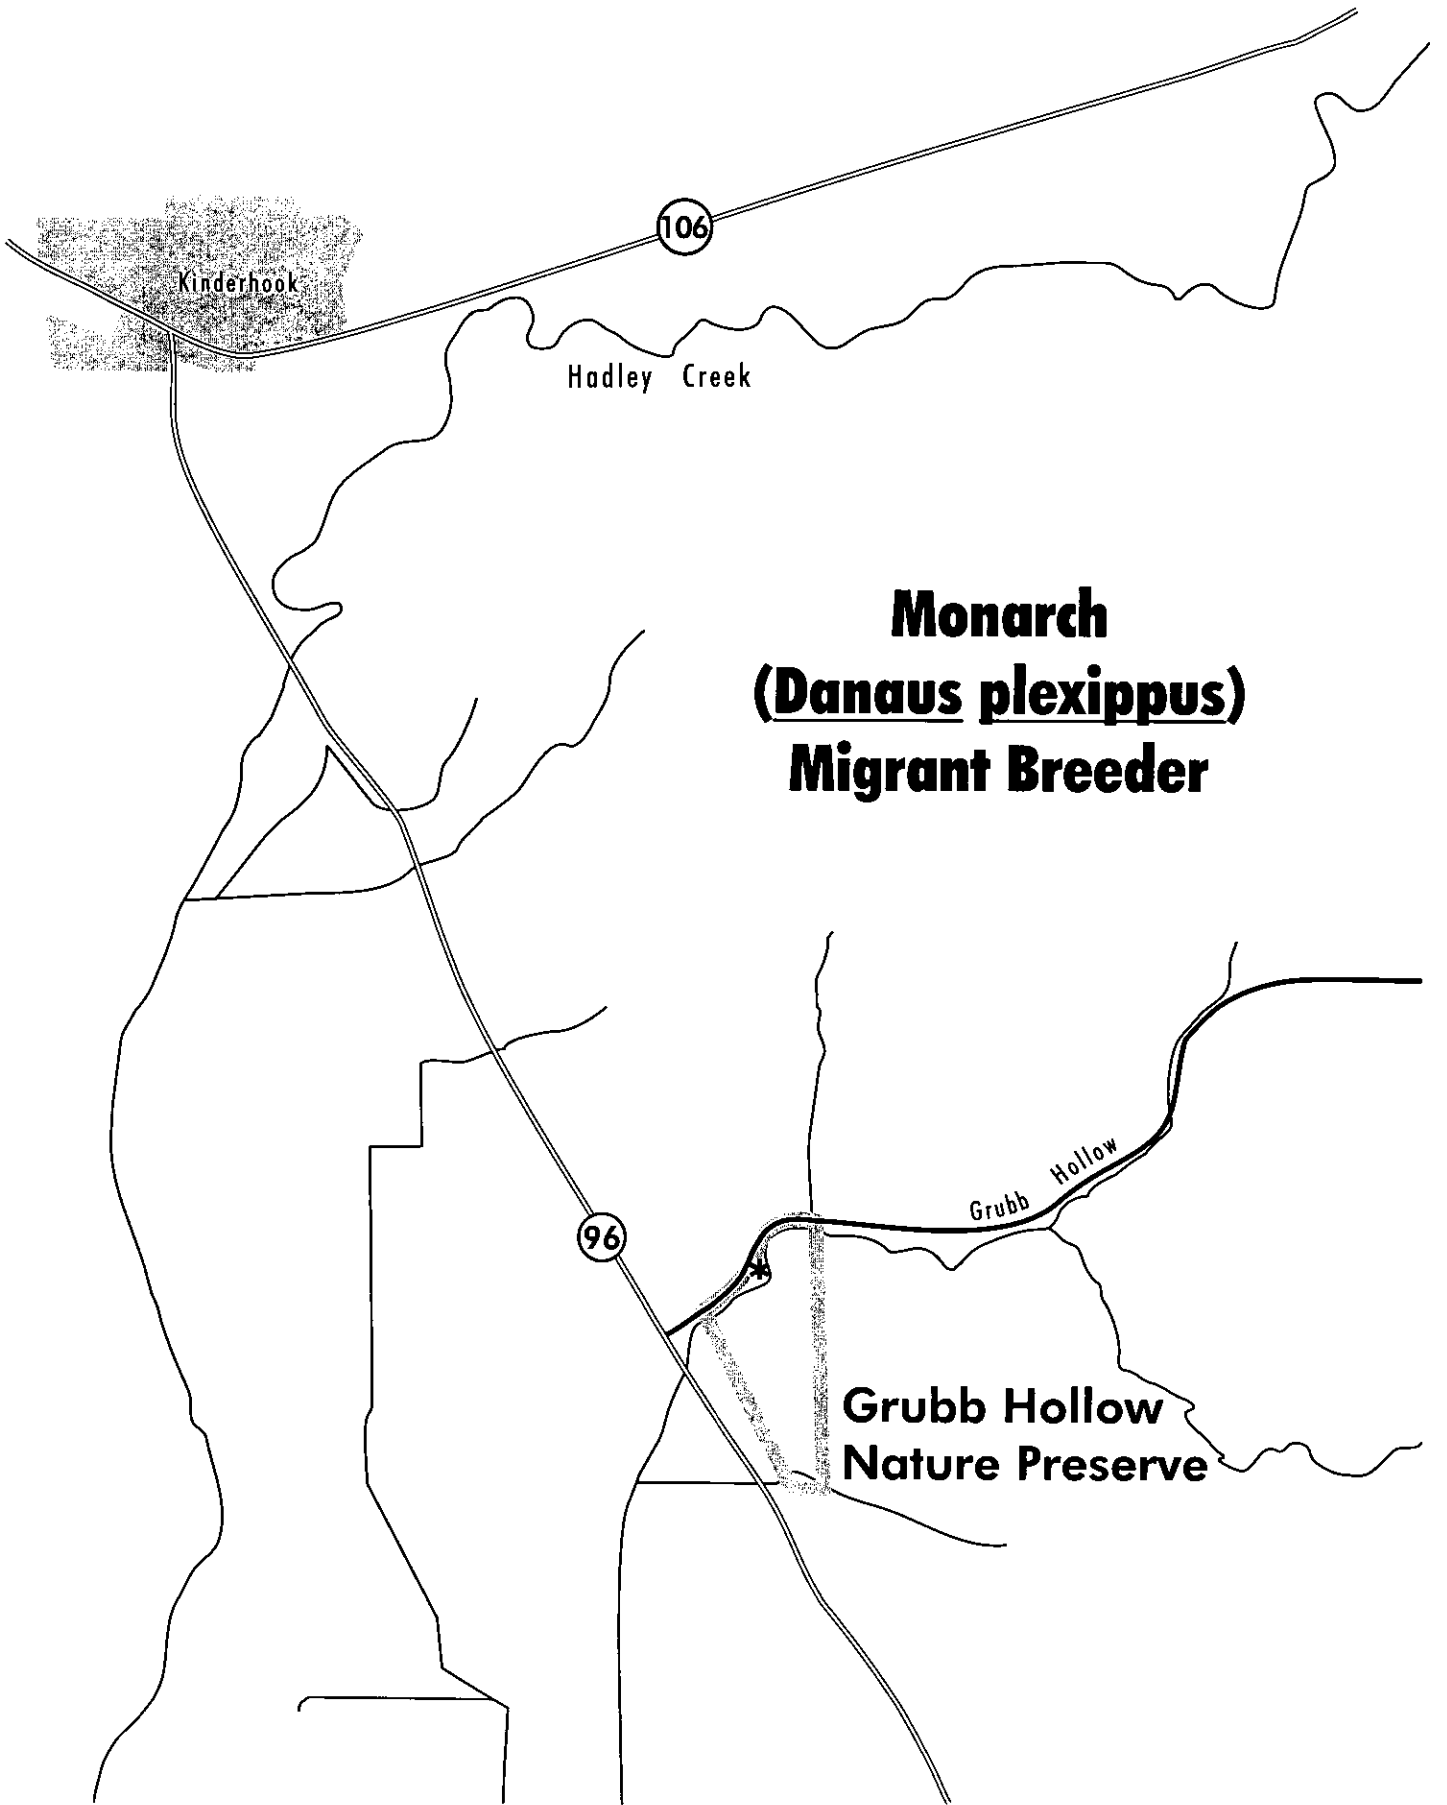 106
Kinderhook
Hadley Creek
Monarch
(Danaus plexippus)
Migrant Breeder
Grubb Hollow
96
Grubb Hollow
Nature Preserve